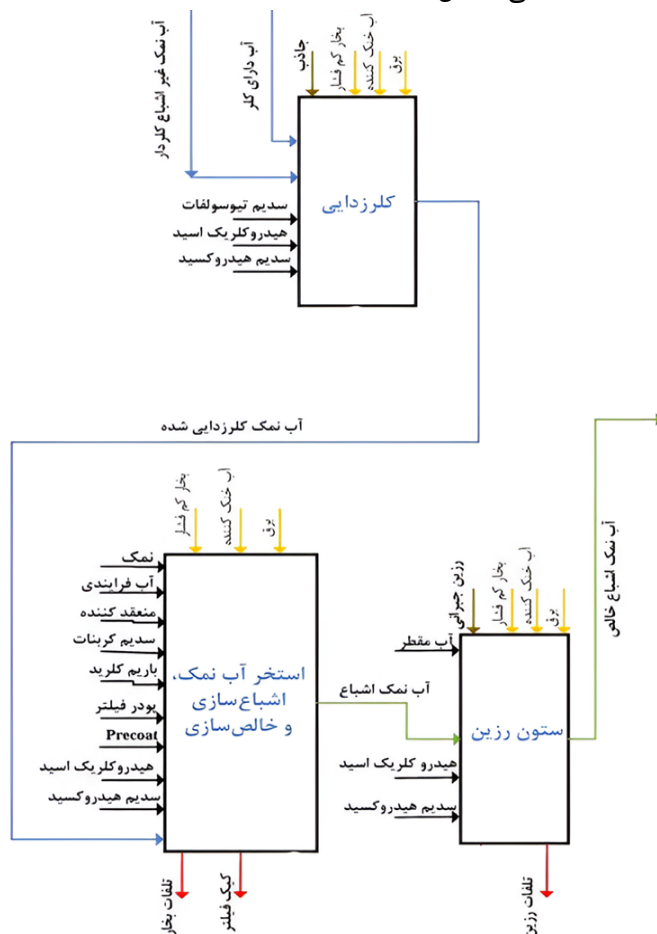 آب نمک غیر اشباع کلردار
آب دارای کلر
جاذب
بخار کم فشار
آب خنک کننده
برق
کلرزدایی
سدیم تیوسولفات
هیدروکلریک اسید
سدیم هیدروکسید
آب نمک کلرزدایی شده
بخار کم فشار
آب خنک کننده
برق
نمک
آب فرایندی
منعقد کننده
سدیم کربنات
باریم کلرید
پودر فیلتر
Precoat
هیدروکلریک اسید
سدیم هیدروکسید
استخر آب نمک،
اشباع‌سازی
و خالص‌سازی
تلفات بخار
کیک فیلتر
آب نمک اشباع
رزین جبرانی
بخار کم فشار
آب خنک کننده
برق
آب مقطر
ستون رزین
هیدرو کلریک اسید
سدیم هیدروکسید
تلفات رزین
آب نمک اشباع خالص